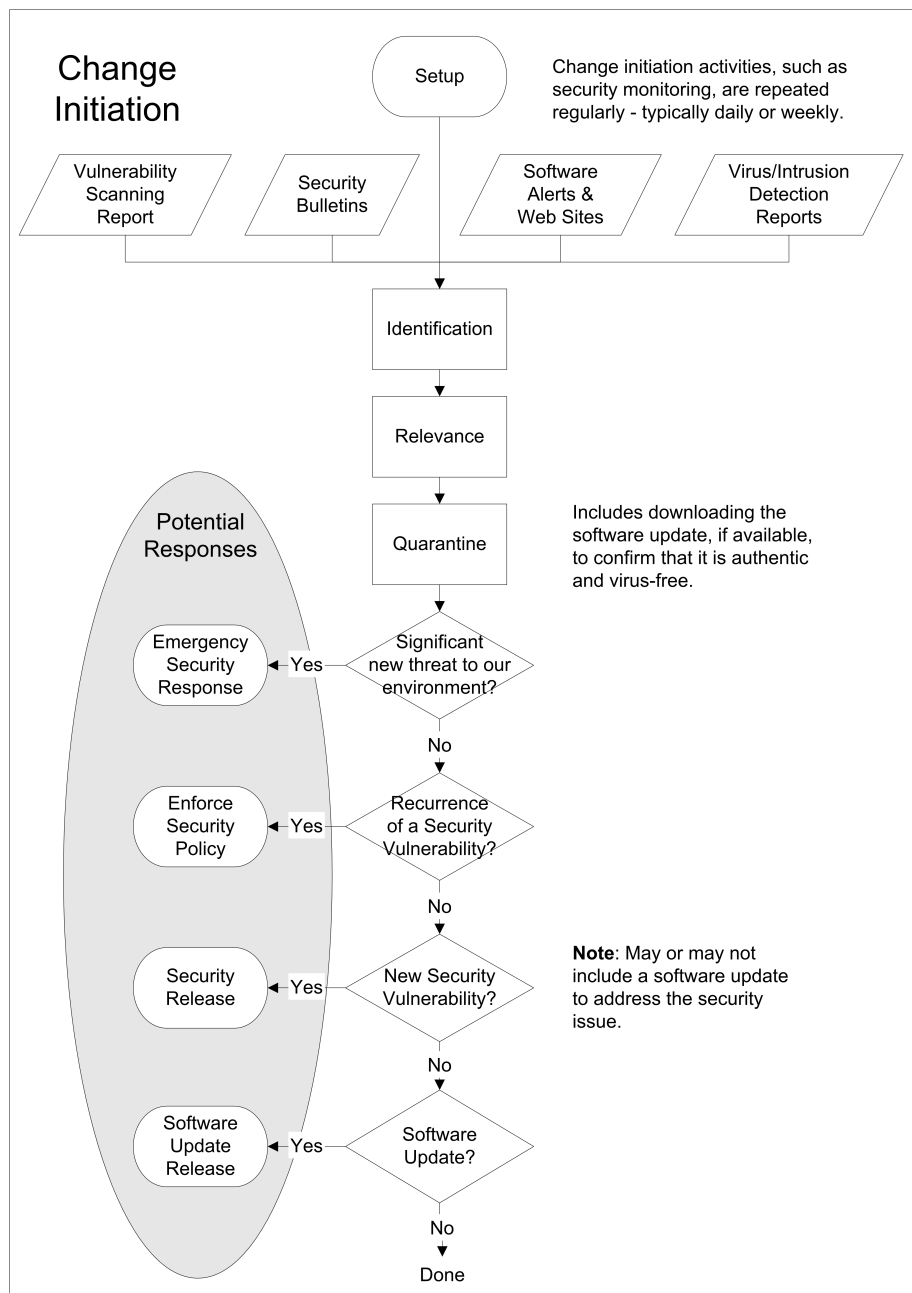 Change
Initiation
Setup
Change initiation activities, such as
security monitoring, are repeated
regularly - typically daily or weekly.
Vulnerability
Scanning
Report
Security
Bulletins
Software
Alerts &
Web Sites
Virus/Intrusion
Detection
Reports
Identification
Relevance
Quarantine
Includes downloading the
software update, if available,
to confirm that it is authentic
and virus-free.
Potential
Responses
Emergency
Security
Response
Yes
Significant
new threat to our
environment?
No
Enforce
Security
Policy
Yes
Recurrence
of a Security
Vulnerability?
No
Security
Release
Yes
New Security
Vulnerability?
Note: May or may not
include a software update
to address the security
issue.
No
Software
Update
Release
Yes
Software
Update?
No
Done